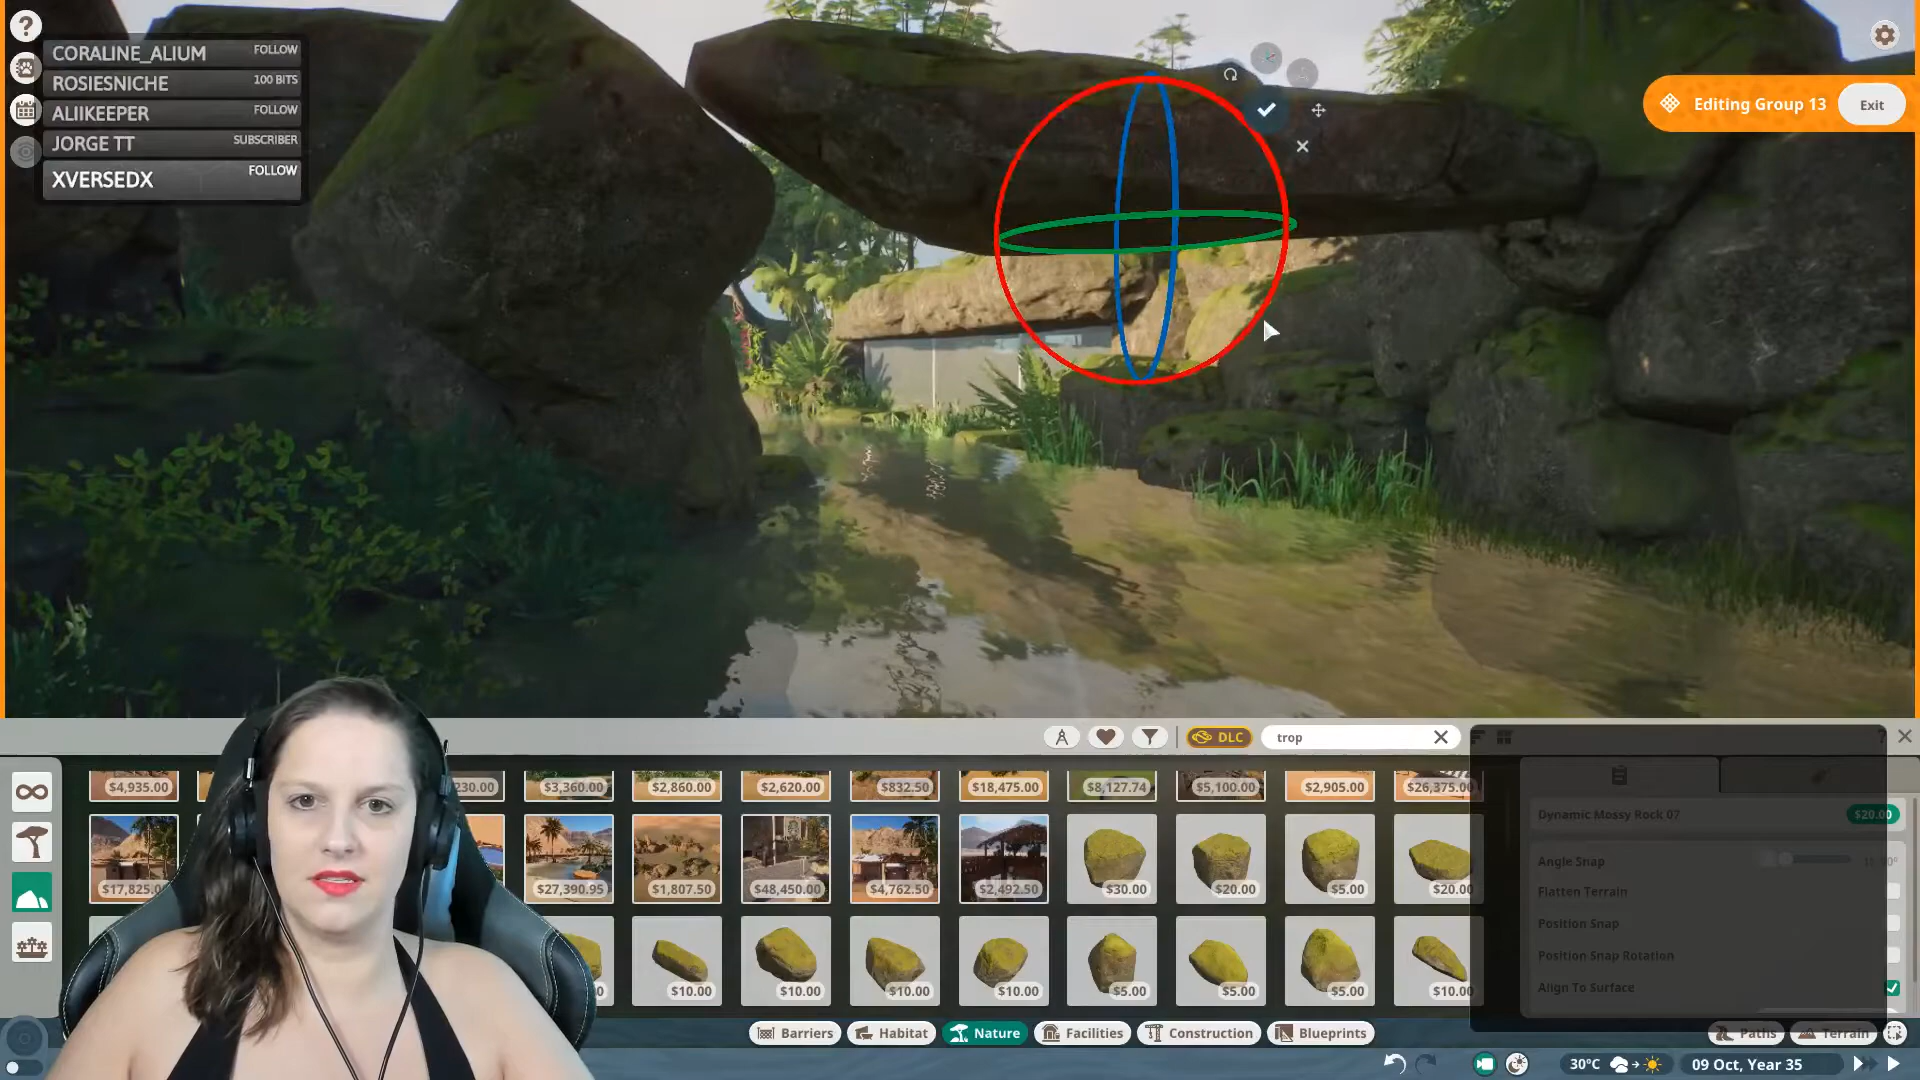 CORALINE_ALIUM FOLLOW
ROSIESNICHE 100 BITS
ALIIKEEPER FOLLOW
JORGE TT SUBSCRIBER
XVERSEDX FOLLOW
Editing Group 13 Exit
DLC trop
$4,935.00 230.00 $3,360.00 $2,860.00 $2,620.00 $832.50 $18,475.00 $8,127.74 $5,100.00 $2,905.00 $26,375.00
$17,825.0 $27,390.95 $1,807.50 $48,450.00 $4,762.50 $2,492.50 $30.00 $20.00 $5.00 $20.00
$10.00 $10.00 $10.00 $10.00 $5.00 $5.00 $5.00 $10.00
Dynamic Mossy Rock 07 $20.00
Angle Snap
Flatten Terrain
Position Snap
Position Snap Rotation
Align To Surface
Barriers Habitat Nature Facilities Construction Blueprints Paths Terrain
30°C 09 Oct, Year 35